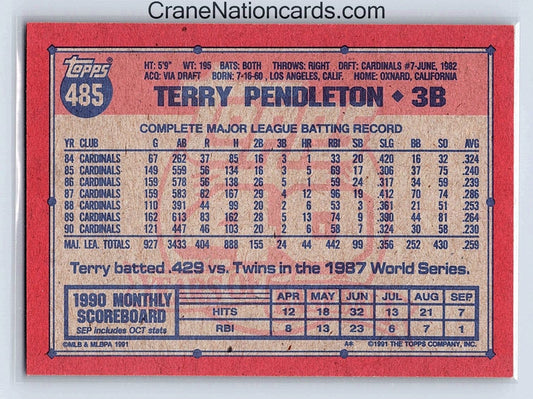 CraneNationcards.com
Topps
485
HT: 5'9" WT: 195 BATS: BOTH THROWS: RIGHT DRFT: CARDINALS #7-JUNE, 1982
ACQ: VIA DRAFT BORN: 7-16-60, LOS ANGELES, CALIF. HOME: OXNARD, CALIFORNIA
TERRY PENDLETON ◆ 3B
COMPLETE MAJOR LEAGUE BATTING RECORD
YR CLUB G AB R H 2B 3B HR RBI SB SLG BB SO AVG
84 CARDINALS 67 262 37 85 16 3 1 33 20 .420 16 32 .324
85 CARDINALS 149 559 56 134 16 3 5 69 17 .306 37 75 .240
86 CARDINALS 159 578 56 138 26 5 1 59 24 .306 34 59 .239
87 CARDINALS 159 583 82 167 29 4 12 96 19 .412 70 74 .286
88 CARDINALS 110 391 44 99 20 2 6 53 3 .361 21 51 .253
89 CARDINALS 162 613 83 162 28 5 13 74 9 .390 44 81 .264
90 CARDINALS 121 447 46 103 20 2 6 58 7 .324 30 58 .230
MAJ. LEA. TOTALS 927 3433 404 888 155 24 44 442 99 .356 252 430 .259
Terry batted .429 vs. Twins in the 1987 World Series.
1990 MONTHLY SCOREBOARD APR MAY JUN JUL AUG SEP
HITS 12 18 32 13 21 7
SEP includes OCT stats RBI 8 13 23 6 7 1
©MLB & MLBPA 1991 A* ©1991 THE TOPPS COMPANY, INC.